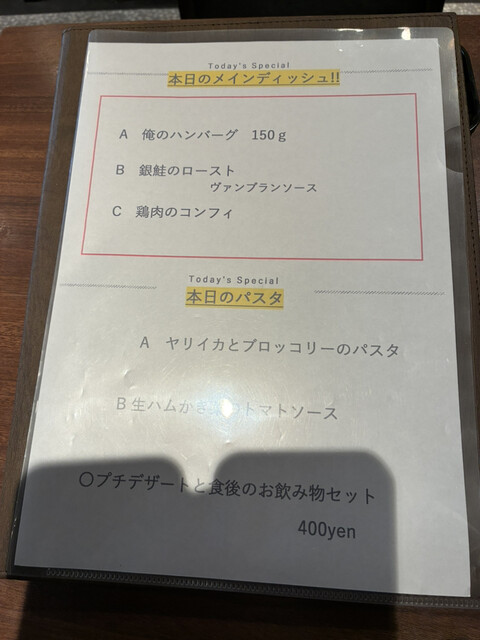 Today's Special
本日のメインディッシュ!!
A 俺のハンバーグ 150g
B 銀鮭のロースト
ヴァンブランソース
C 鶏肉のコンフィ
Today's Special
本日のパスタ
A ヤリイカとブロッコリーのパスタ
B生ハム トマトソース
〇プチデザートと食後のお飲み物セット
400yen